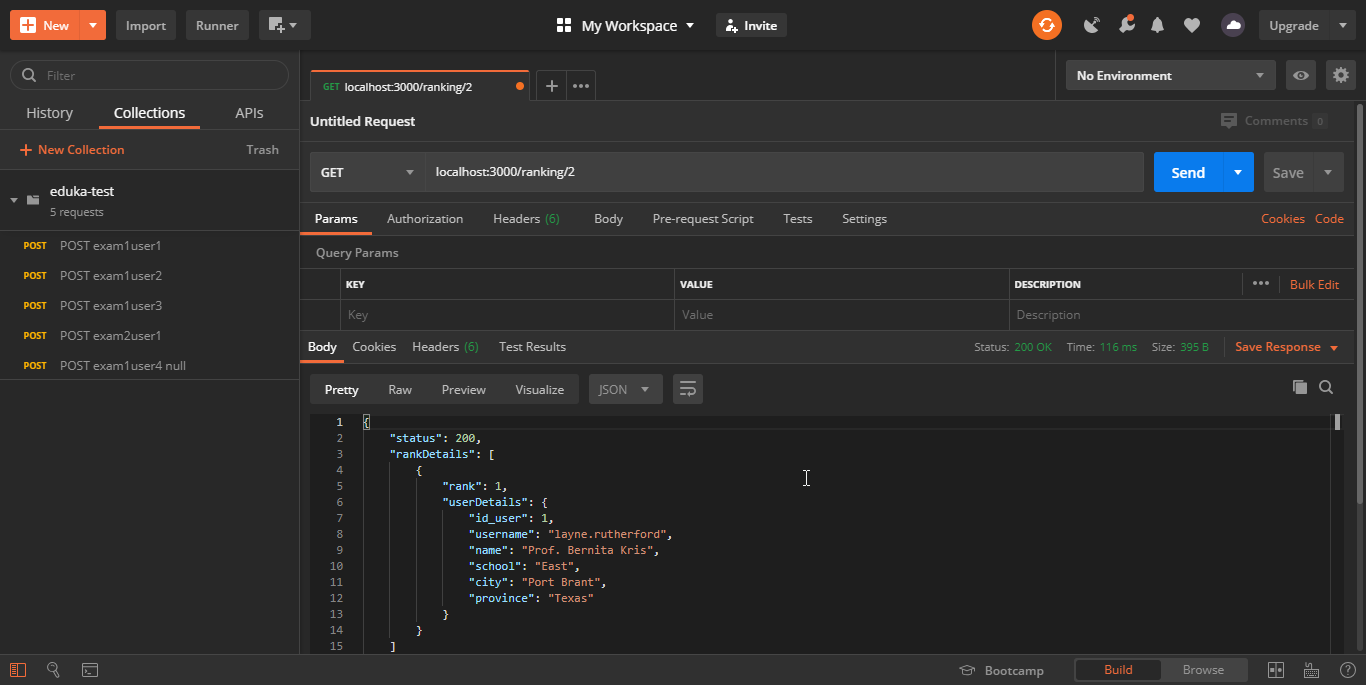 New Import Runner My Workspace Invite Upgrade
Filter
History Collections APIs
+ New Collection Trash
eduka-test
5 requests
POST POST exam1user1
POST POST exam1user2
POST POST exam1user3
POST POST exam2user1
POST POST exam1user4 null
GET localhost:3000/ranking/2
No Environment
Untitled Request Comments 0
GET localhost:3000/ranking/2 Send Save
Params Authorization Headers (6) Body Pre-request Script Tests Settings Cookies Code
Query Params
KEY VALUE DESCRIPTION ••• Bulk Edit
Key Value Description
Body Cookies Headers (6) Test Results Status: 200 OK Time: 116 ms Size: 395 B Save Response
Pretty Raw Preview Visualize JSON
1 {
2 "status": 200,
3 "rankDetails": [
4 {
5 "rank": 1,
6 "userDetails": {
7 "id_user": 1,
8 "username": "layne.rutherford",
9 "name": "Prof. Bernita Kris",
10 "school": "East",
11 "city": "Port Brant",
12 "province": "Texas"
13 }
14 }
15 ]
Bootcamp Build Browse